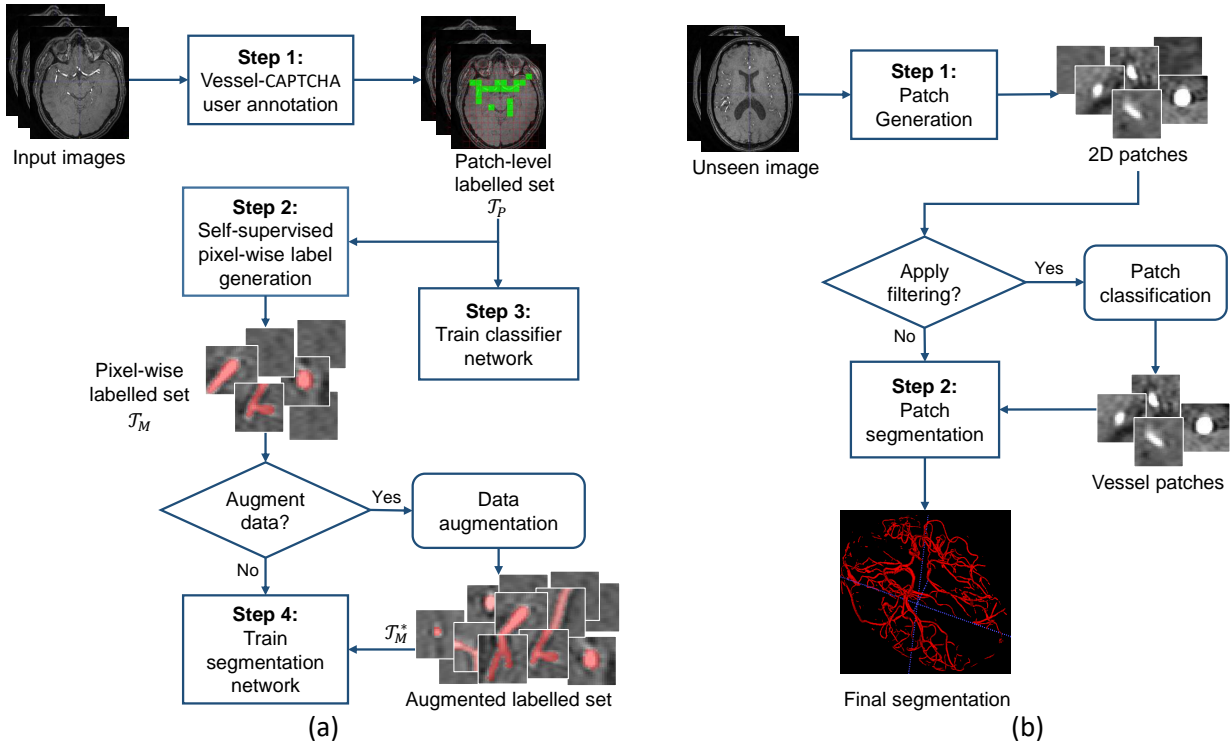 Step 1:
Vessel-CAPTCHA
user annotation
Input images
Patch-level
labelled set
𝒯_P
Step 2:
Self-supervised
pixel-wise label
generation
Step 3:
Train classifier
network
Pixel-wise
labelled set
𝒯_M
Augment
data?
Yes
Data
augmentation
No
Step 4:
Train
segmentation
network
𝒯*_M
Augmented labelled set
(a)
Unseen image
Step 1:
Patch
Generation
2D patches
Apply
filtering?
Yes
Patch
classification
No
Step 2:
Patch
segmentation
Vessel patches
Final segmentation
(b)